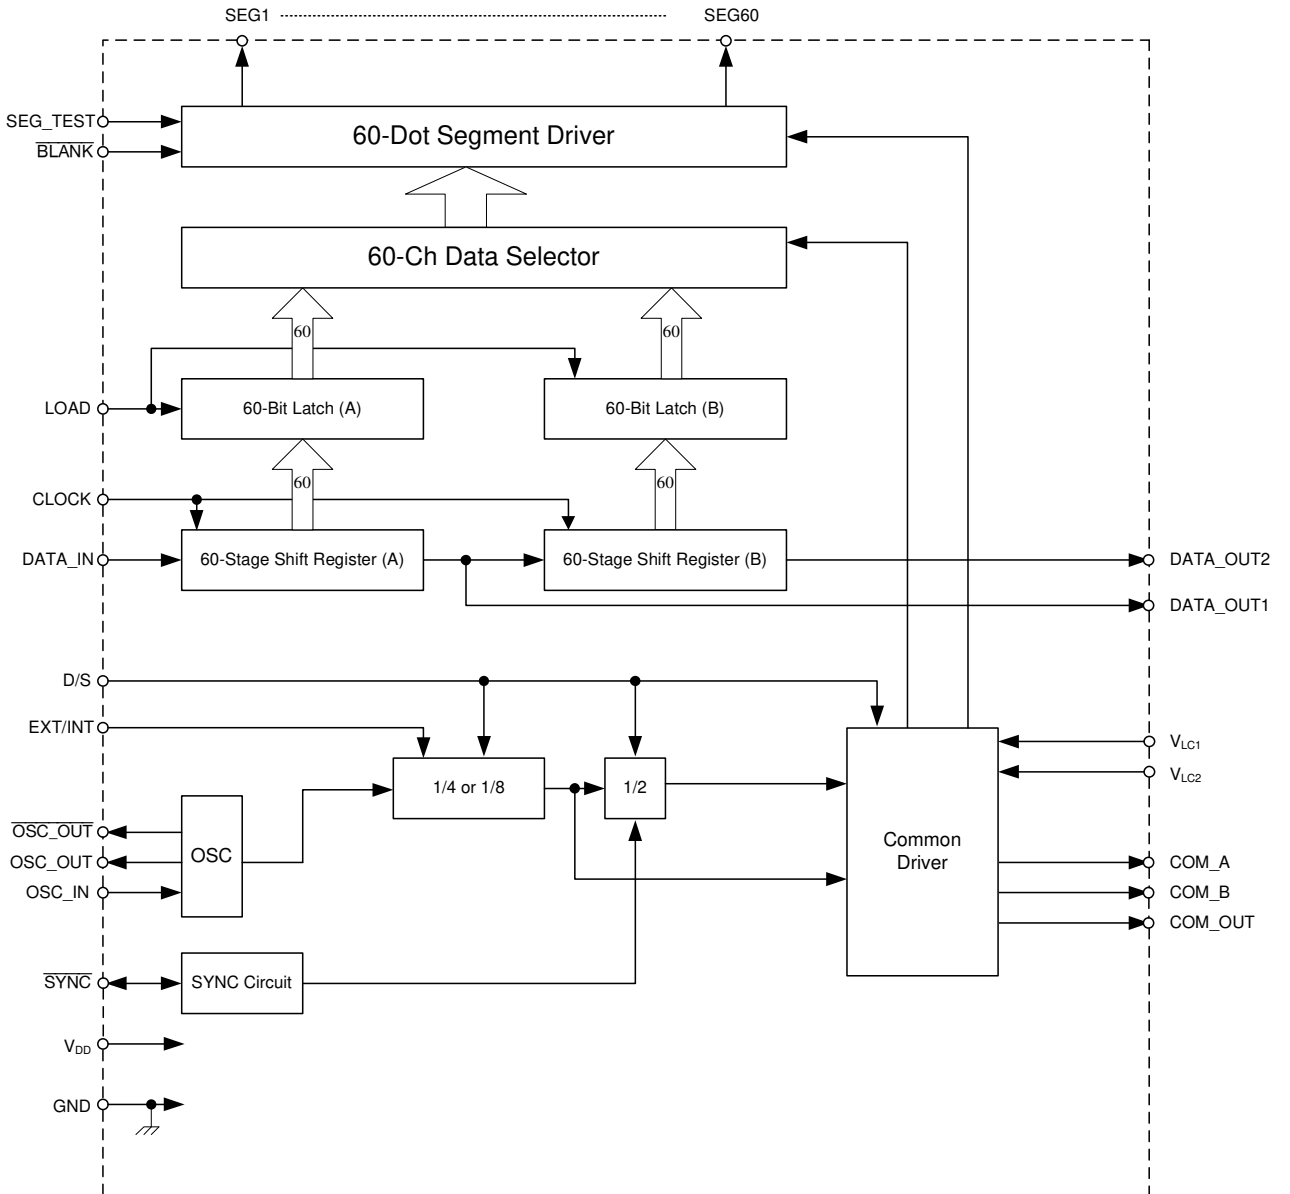 SEG1 SEG60
SEG_TEST
BLANK
60-Dot Segment Driver
60-Ch Data Selector
60 60
LOAD
60-Bit Latch (A) 60-Bit Latch (B)
60 60
CLOCK
DATA_IN
60-Stage Shift Register (A) 60-Stage Shift Register (B)
DATA_OUT2
DATA_OUT1
D/S
EXT/INT
1/4 or 1/8 1/2
VLC1
VLC2
OSC_OUT
OSC_OUT
OSC_IN
OSC
Common
Driver
COM_A
COM_B
COM_OUT
SYNC
SYNC Circuit
VDD
GND